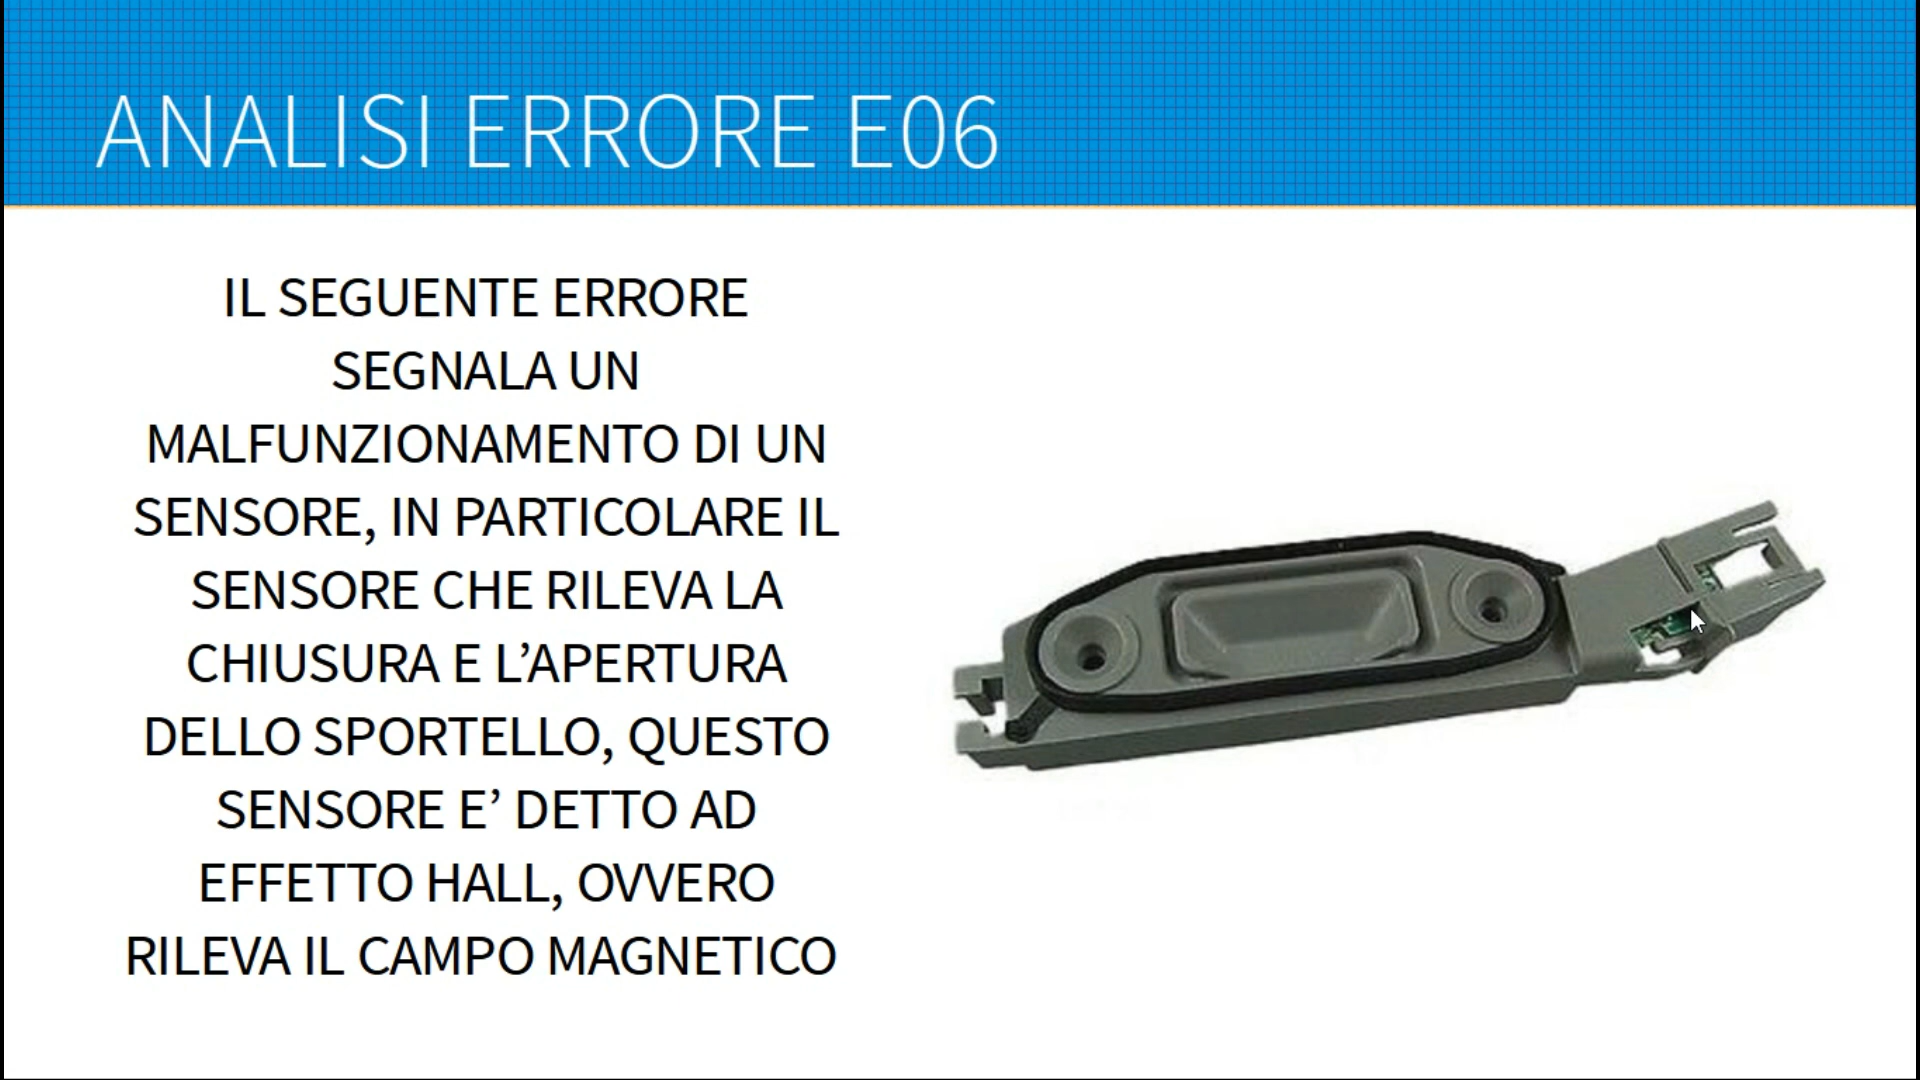 ANALISI ERRORE E06
IL SEGUENTE ERRORE
SEGNALA UN
MALFUNZIONAMENTO DI UN
SENSORE, IN PARTICOLARE IL
SENSORE CHE RILEVA LA
CHIUSURA E L’APERTURA
DELLO SPORTELLO, QUESTO
SENSORE E’ DETTO AD
EFFETTO HALL, OVVERO
RILEVA IL CAMPO MAGNETICO